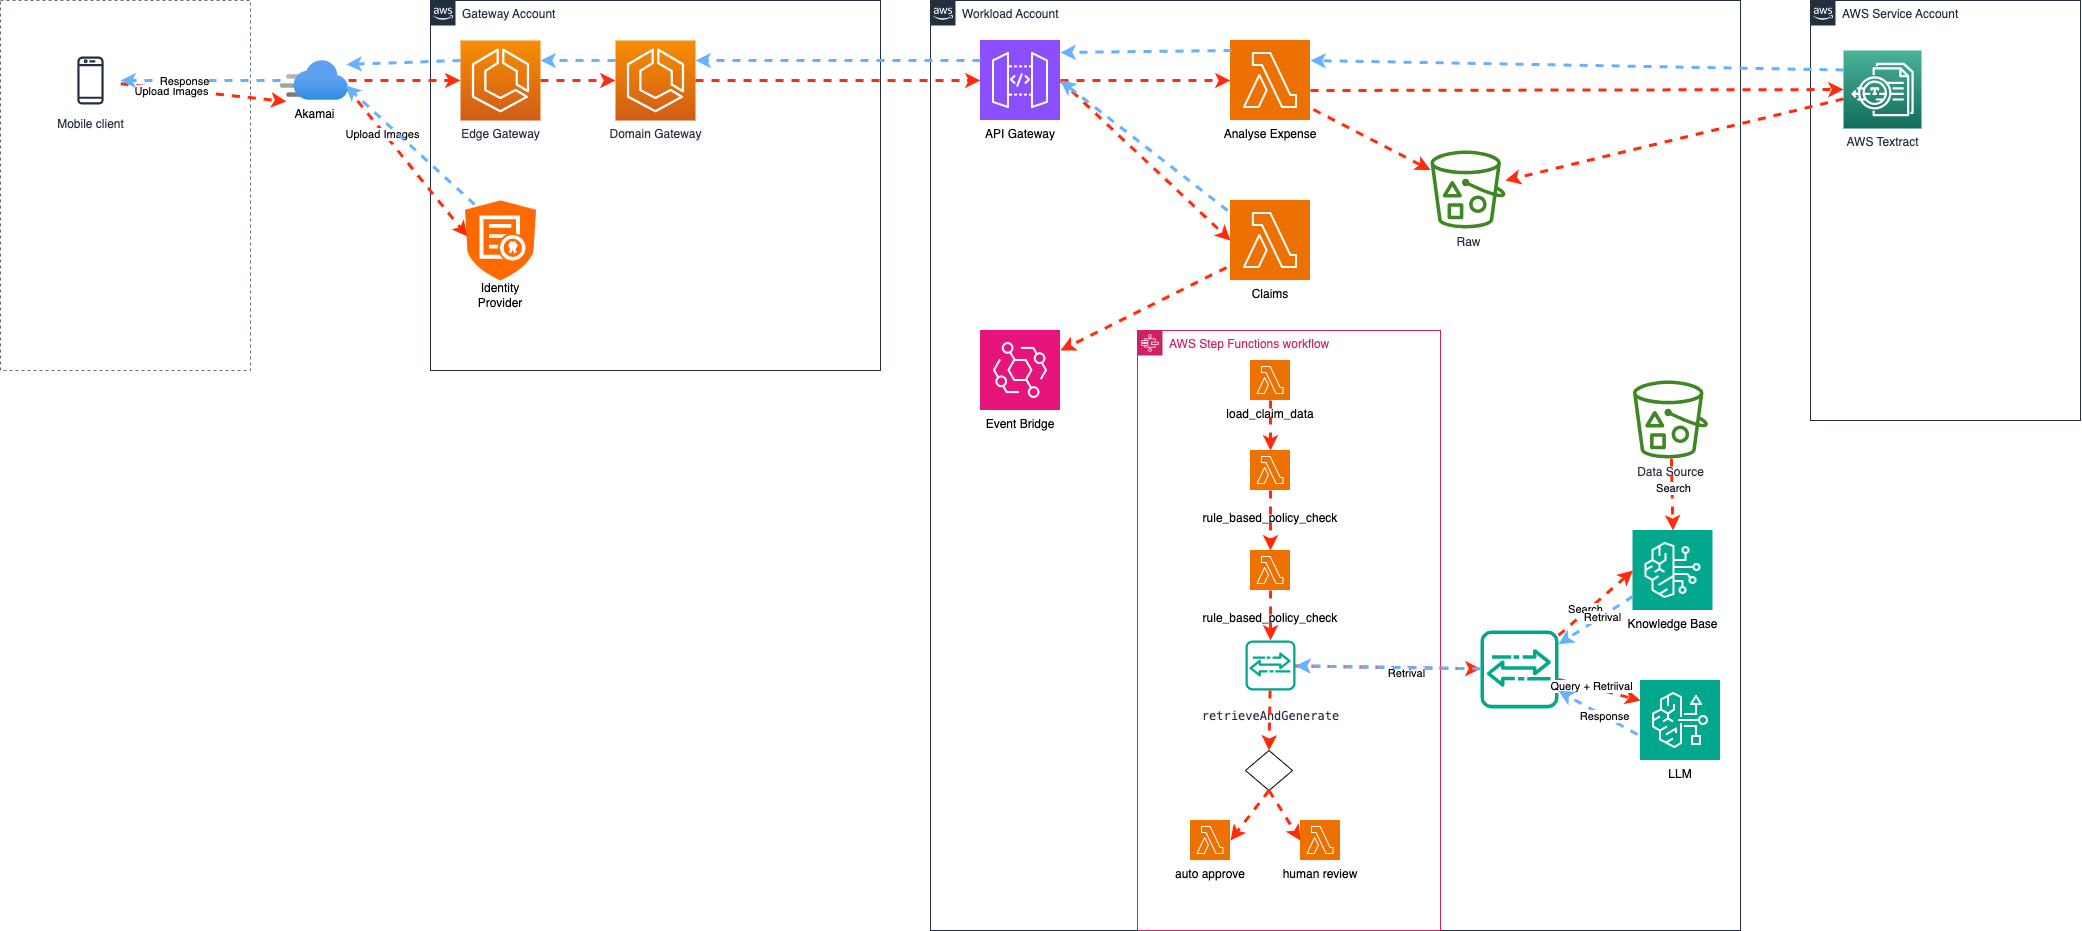 aws
Gateway Account
aws
Workload Account
aws
AWS Service Account
Mobile client
Response
Upload Images
Akamai
Upload Images
Edge Gateway
Domain Gateway
Identity
Provider
API Gateway
Analyse Expense
AWS Textract
Raw
Claims
Event Bridge
AWS Step Functions workflow
load_claim_data
rule_based_policy_check
rule_based_policy_check
retrieveAndGenerate
auto approve
human review
Data Source
Search
Search
Retrival
Knowledge Base
Retrival
Query + Retriival
Response
LLM